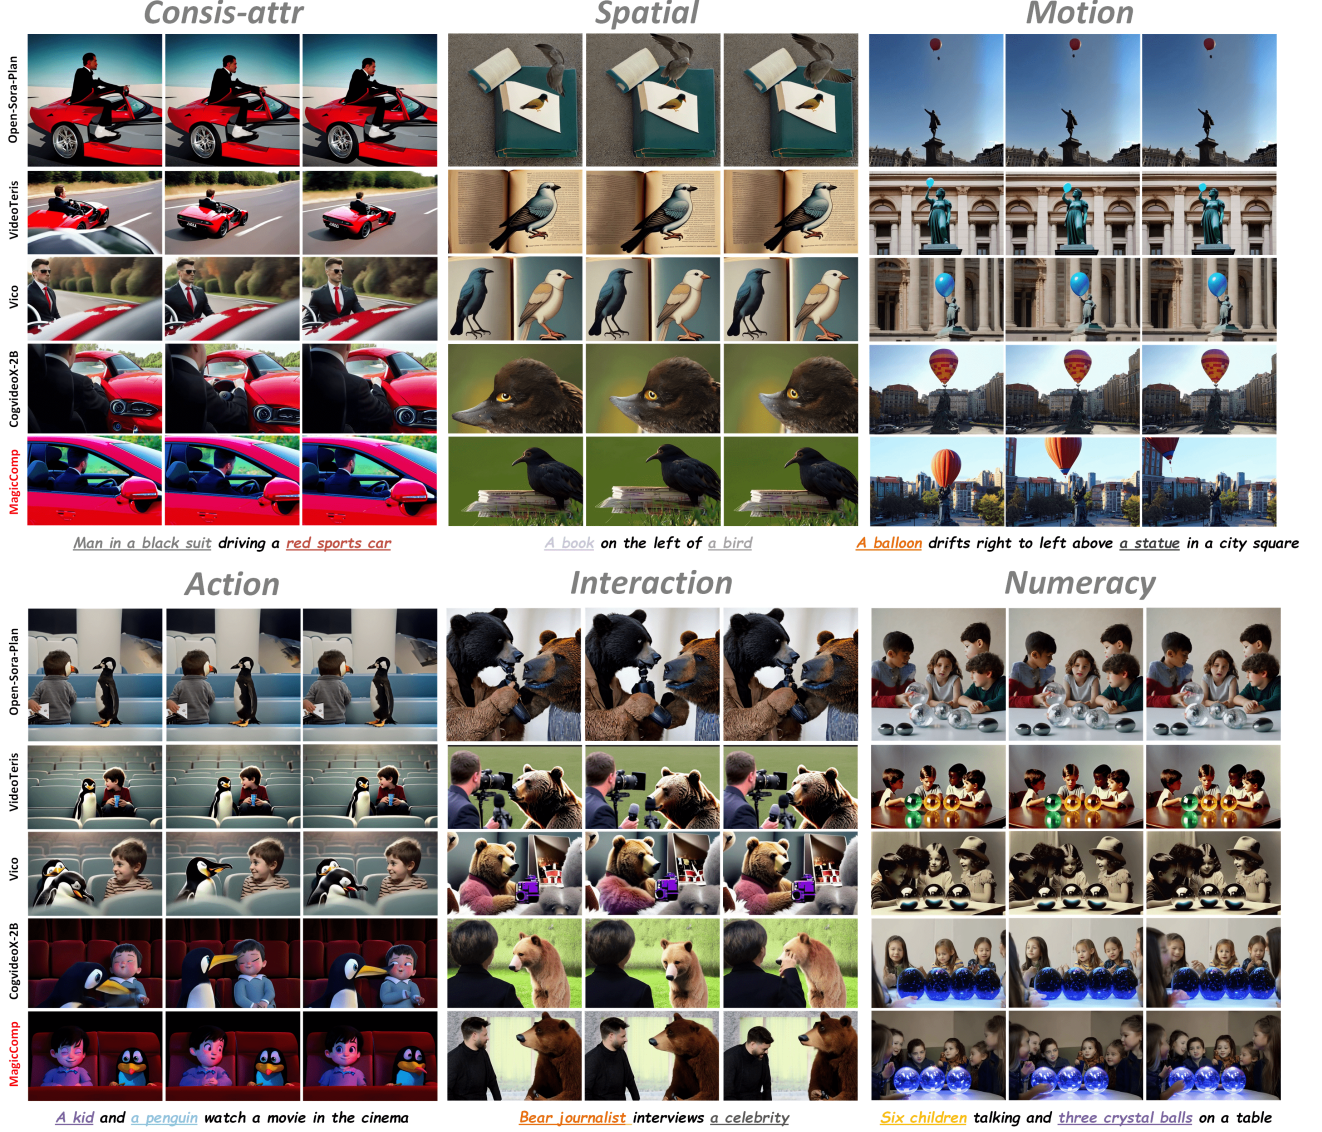 Consis-attr
Spatial
Motion
Open-Sora-Plan
VideoTeris
Vico
CogvideoX-2B
MagicComp
Man in a black suit driving a red sports car
A book on the left of a bird
A balloon drifts right to left above a statue in a city square
Action
Interaction
Numeracy
Open-Sora-Plan
VideoTeris
Vico
CogvideoX-2B
MagicComp
A kid and a penguin watch a movie in the cinema
Bear journalist interviews a celebrity
Six children talking and three crystal balls on a table